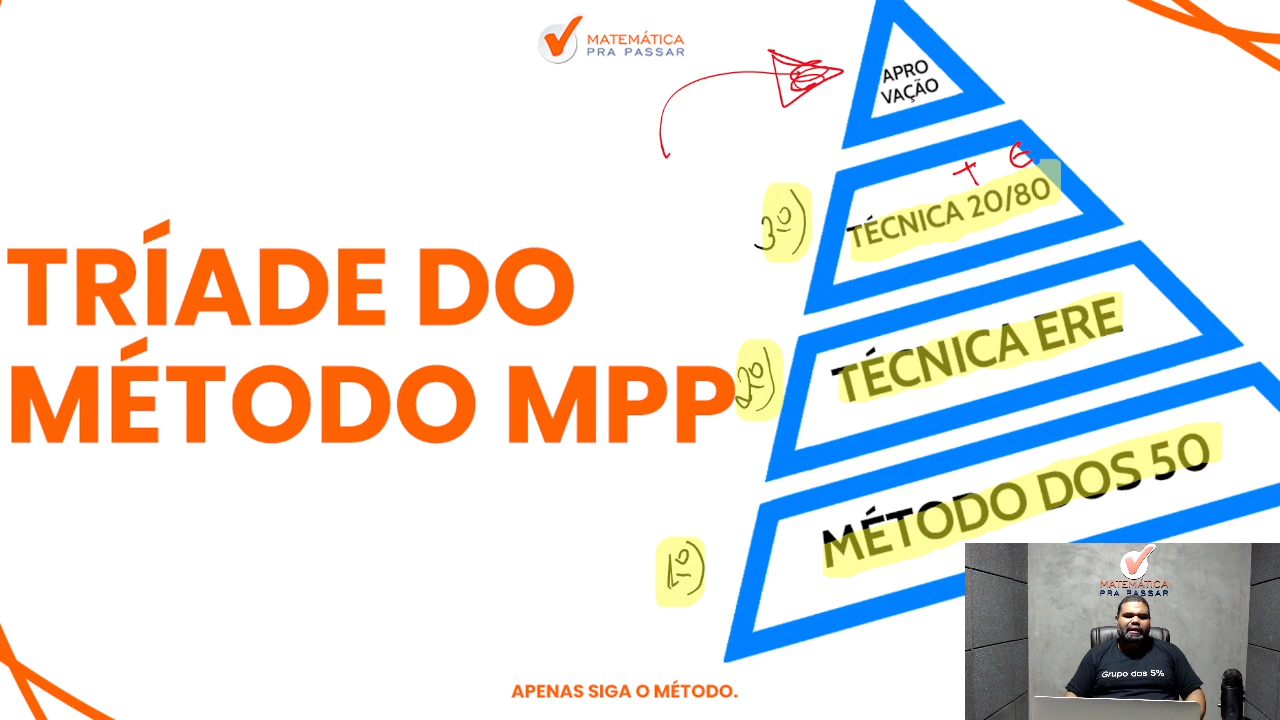 MATEMÁTICA
PRA PASSAR
APRO
VAÇÃO
+ E
3º)
TÉCNICA 20/80
TRÍADE DO
MÉTODO MPP
2º)
TÉCNICA ERE
1º)
MÉTODO DOS 50
MATEMÁTICA
PRA PASSAR
Grupo dos 5%
APENAS SIGA O MÉTODO.